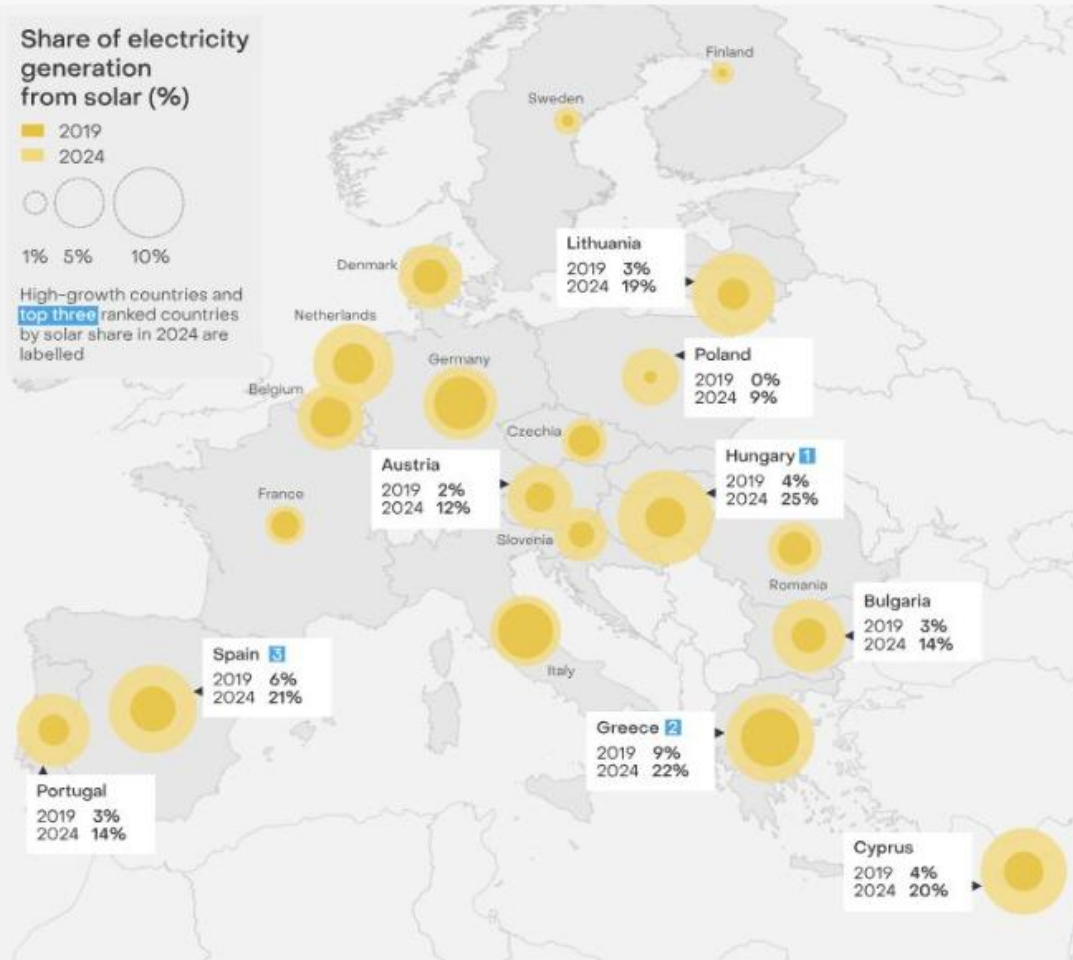 Share of electricity
generation
from solar (%)
2019
2024
1% 5% 10%
High-growth countries and
top three ranked countries
by solar share in 2024 are
labelled
Finland
Sweden
Denmark
Lithuania
2019 3%
2024 19%
Netherlands
Germany
Belgium
Poland
2019 0%
2024 9%
Czechia
Austria
2019 2%
2024 12%
Hungary 1
2019 4%
2024 25%
France
Slovenia
Romania
Bulgaria
2019 3%
2024 14%
Spain 3
2019 6%
2024 21%
Italy
Greece 2
2019 9%
2024 22%
Portugal
2019 3%
2024 14%
Cyprus
2019 4%
2024 20%